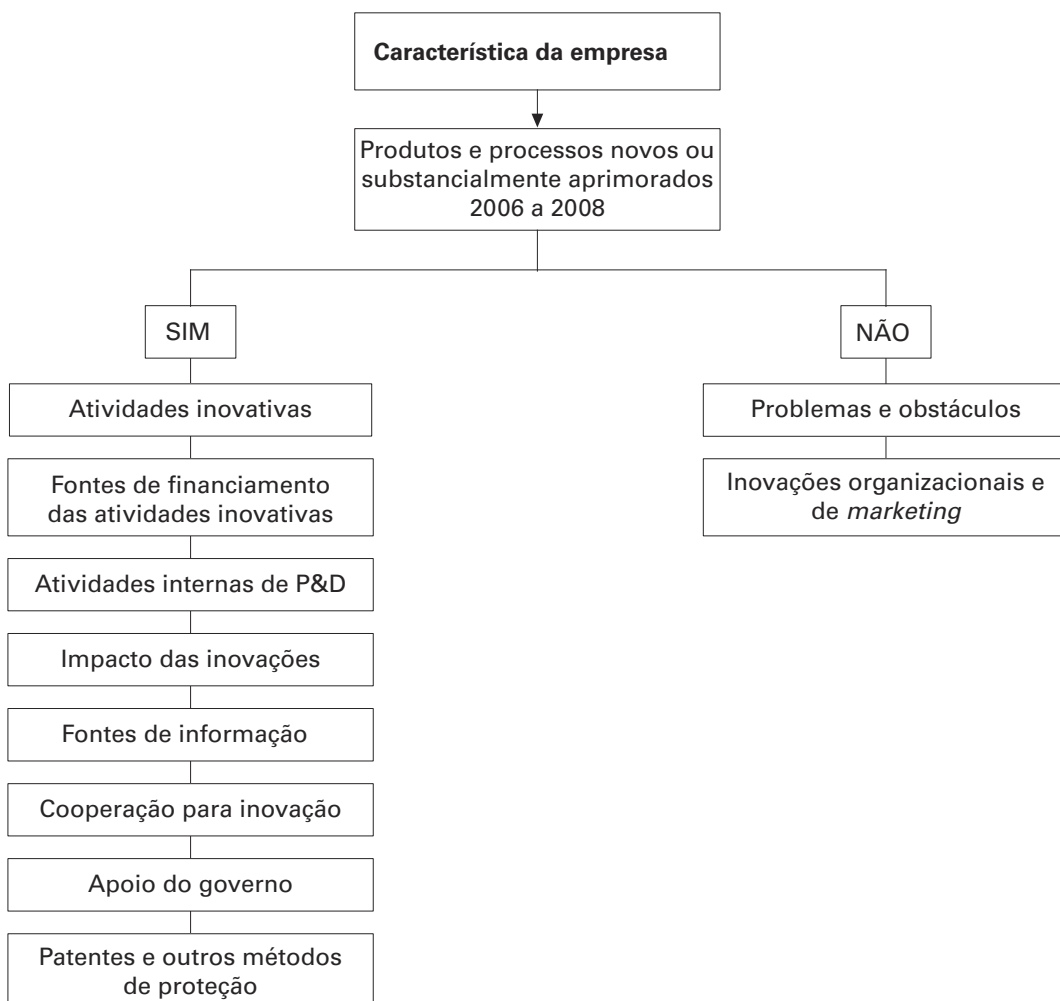 Característica da empresa
Produtos e processos novos ou
substancialmente aprimorados
2006 a 2008
SIM
Atividades inovativas
Fontes de financiamento
das atividades inovativas
Atividades internas de P&D
Impacto das inovações
Fontes de informação
Cooperação para inovação
Apoio do governo
Patentes e outros métodos
de proteção
NÃO
Problemas e obstáculos
Inovações organizacionais e
de marketing